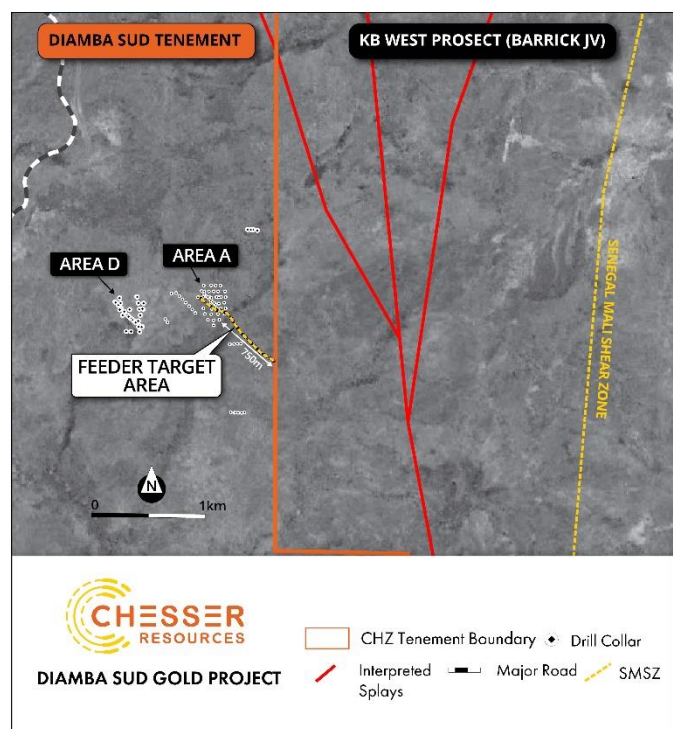 DIAMBA SUD TENEMENT
KB WEST PROSECT (BARRICK JV)
AREA D
AREA A
750m
FEEDER TARGET
AREA
SENEGAL MALI SHEAR ZONE
N
0
1km
CHESSER
RESOURCES
DIAMBA SUD GOLD PROJECT
CHZ Tenement Boundary
Drill Collar
Interpreted
Splays
Major Road
SMSZ